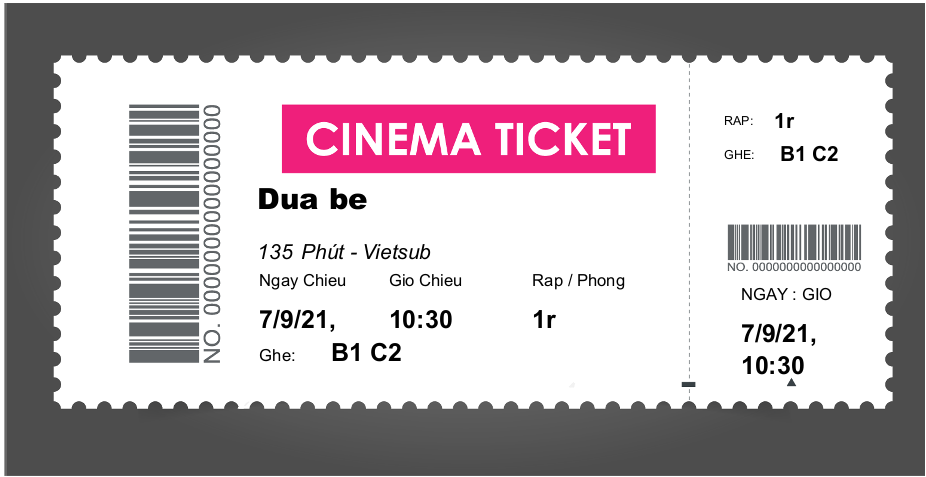 CINEMA TICKET
Dua be
135 Phút - Vietsub
Ngay Chieu Gio Chieu Rap / Phong
7/9/21, 10:30 1r
Ghe: B1 C2
NO. 0000000000000000
RAP: 1r
GHE: B1 C2
NO. 0000000000000000
NGAY : GIO
7/9/21,
10:30